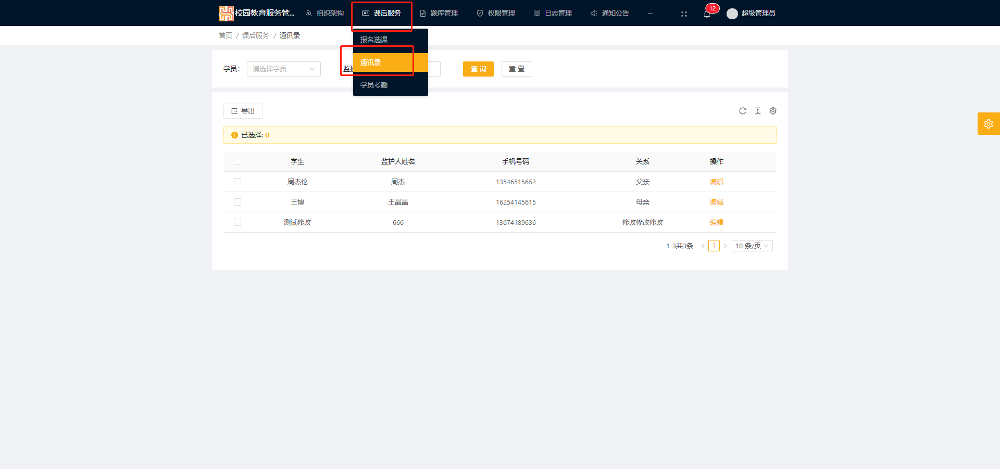 校园教育服务管... 组织架构 课后服务 题库管理 权限管理 日志管理 通知公告 ... 12 超级管理员
首页 / 课后服务 / 通讯录
报名选课
通讯录
学员考勤
学员: 请选择学员 监护 查 询 重 置
导出
已选择: 0
学生 监护人姓名 手机号码 关系 操作
周杰伦 周杰 13546515652 父亲 编辑
王博 王晶晶 16254145615 母亲 编辑
测试修改 666 13674189636 修改修改修改 编辑
1-3共3条 < 1 > 10 条/页